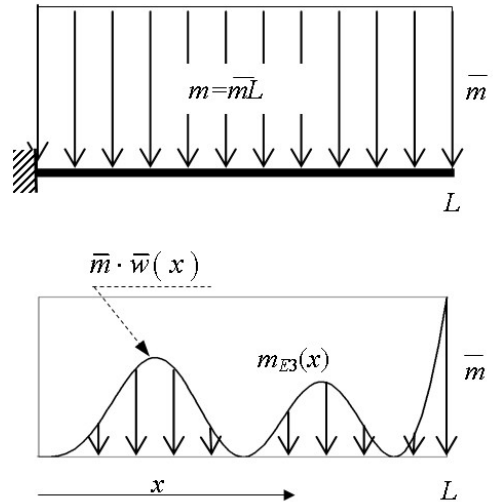 m=m̅L
m̅
L
m̅ · w̅( x )
m_E3(x)
m̅
x
L